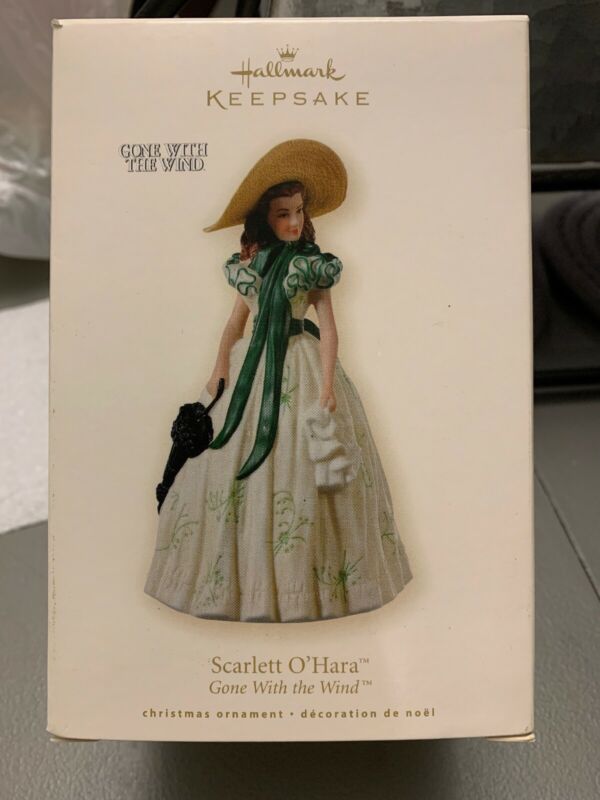 Hallmark
KEEPSAKE
GONE WITH
THE WIND
Scarlett O'Hara™
Gone With the Wind™
christmas ornament • décoration de noël